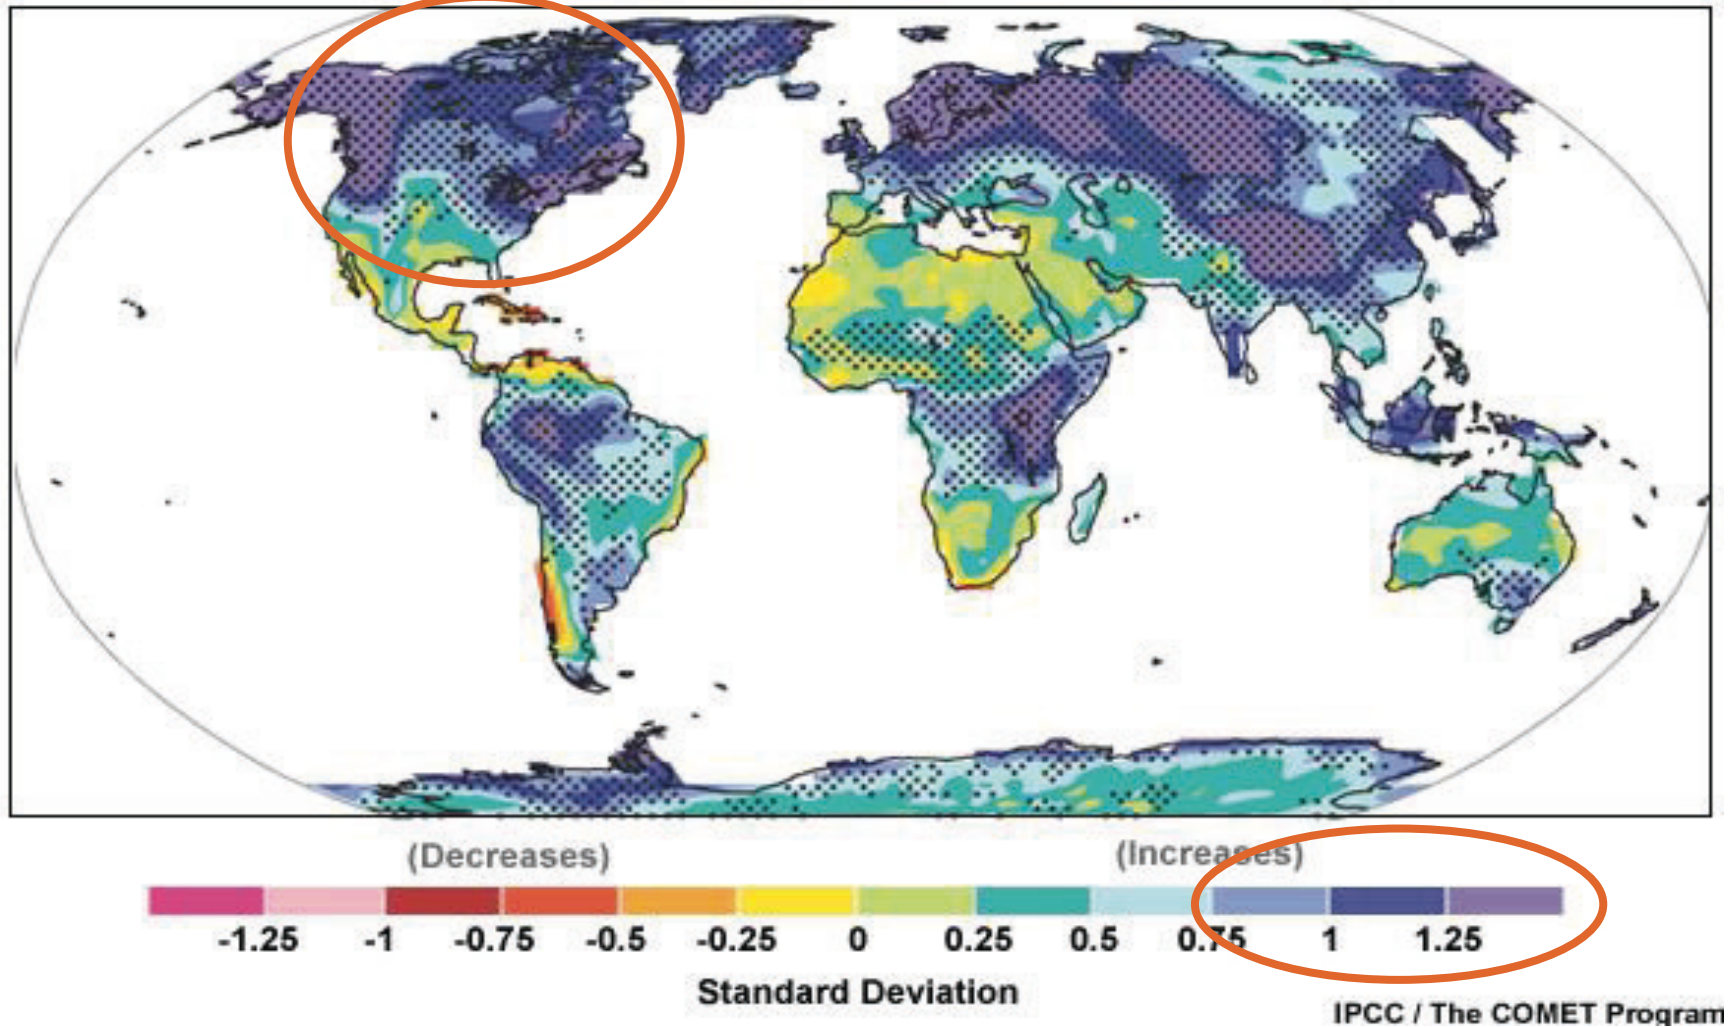 (Decreases) (Increases)
-1.25 -1 -0.75 -0.5 -0.25 0 0.25 0.5 0.75 1 1.25
Standard Deviation
IPCC / The COMET Program